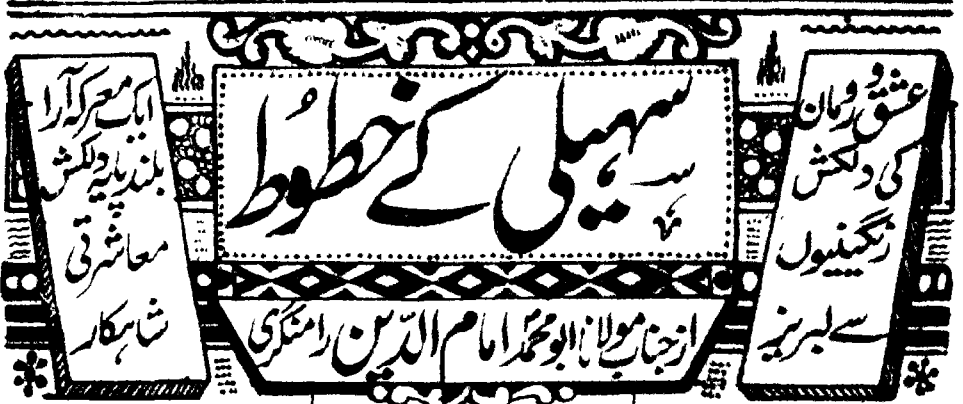 عشق و رومان
کی دلکش
رنگینیوں
سے لبریز
سہیلی کے خطوط
از جناب مولانا ابو محمد امام الدین رامنگری
ایک معرکہ آرا
بلند پایہ دلکش
معاشرتی
شاہکار